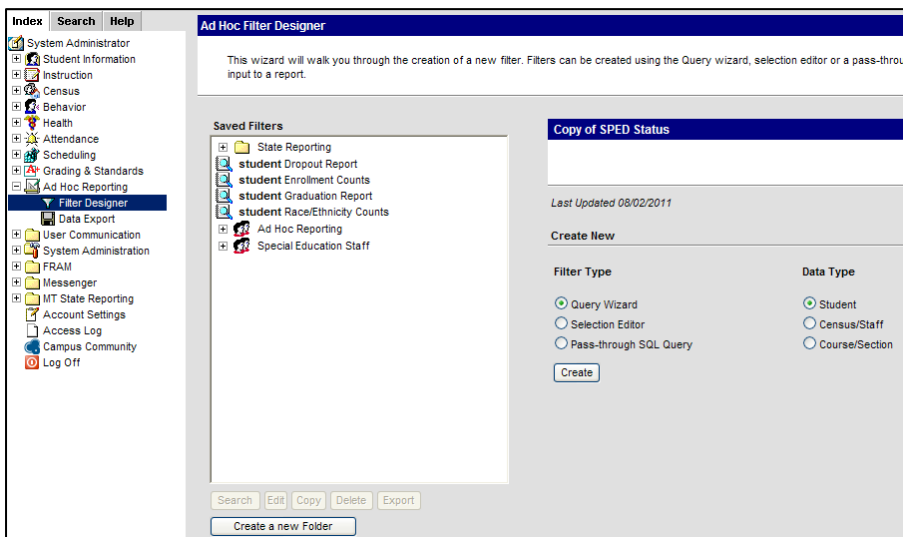 Index Search Help
System Administrator
Student Information
Instruction
Census
Behavior
Health
Attendance
Scheduling
A+ Grading & Standards
Ad Hoc Reporting
Filter Designer
Data Export
User Communication
System Administration
FRAM
Messenger
MT State Reporting
Account Settings
Access Log
Campus Community
Log Off
Ad Hoc Filter Designer
This wizard will walk you through the creation of a new filter. Filters can be created using the Query wizard, selection editor or a pass-throu
input to a report.
Saved Filters
State Reporting
student Dropout Report
student Enrollment Counts
student Graduation Report
student Race/Ethnicity Counts
Ad Hoc Reporting
Special Education Staff
Search Edit Copy Delete Export
Create a new Folder
Copy of SPED Status
Last Updated 08/02/2011
Create New
Filter Type Data Type
Query Wizard Student
Selection Editor Census/Staff
Pass-through SQL Query Course/Section
Create